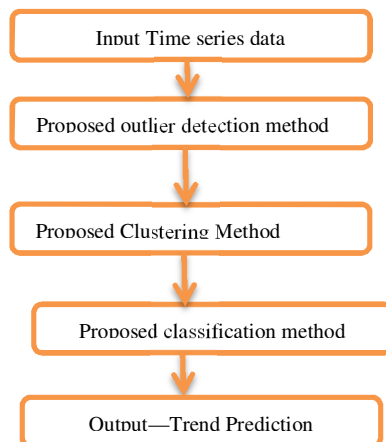 Input Time series data
Proposed outlier detection method
Proposed Clustering Method
Proposed classification method
Output—Trend Prediction